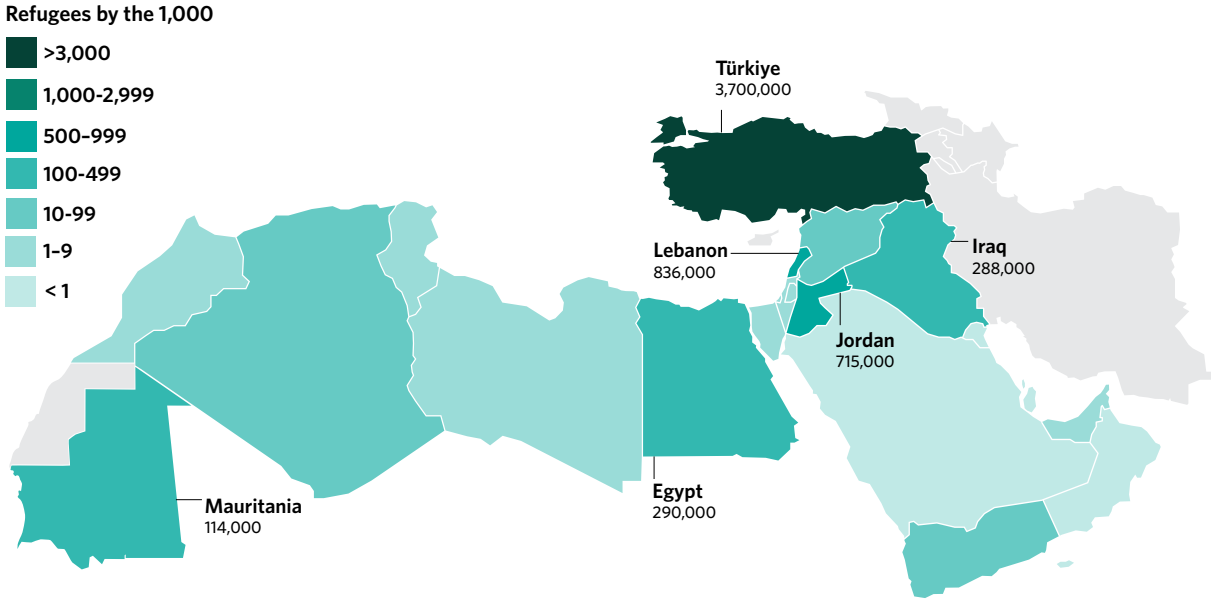 Refugees by the 1,000
>3,000
1,000-2,999
500–999
100-499
10-99
1–9
< 1
Türkiye
3,700,000
Lebanon
836,000
Iraq
288,000
Jordan
715,000
Egypt
290,000
Mauritania
114,000